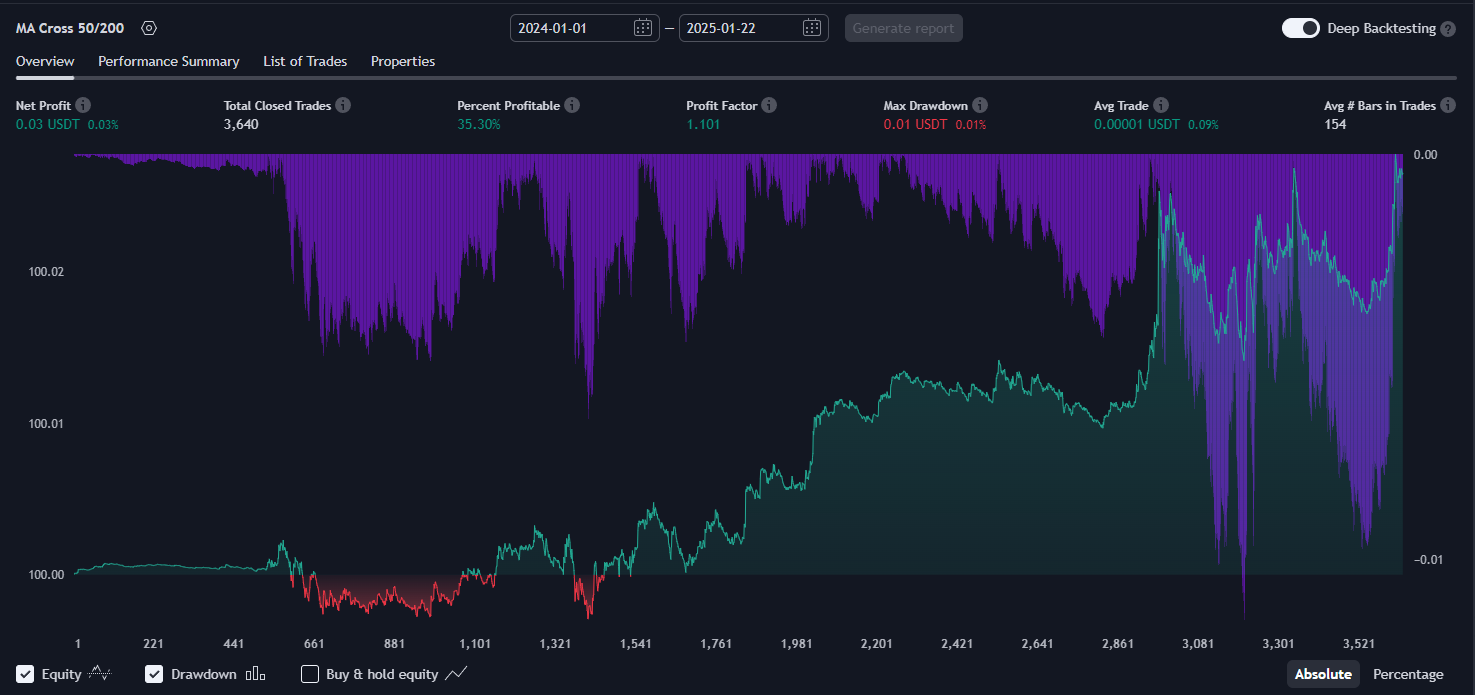 MA Cross 50/200
2024-01-01 — 2025-01-22 Generate report Deep Backtesting ?
Overview Performance Summary List of Trades Properties
Net Profit i Total Closed Trades i Percent Profitable i Profit Factor i Max Drawdown i Avg Trade i Avg # Bars in Trades i
0.03 USDT 0.03% 3,640 35.30% 1.101 0.01 USDT 0.01% 0.00001 USDT 0.09% 154
0.00
100.02
100.01
100.00
−0.01
1 221 441 661 881 1,101 1,321 1,541 1,761 1,981 2,201 2,421 2,641 2,861 3,081 3,301 3,521
Equity Drawdown Buy & hold equity Absolute Percentage